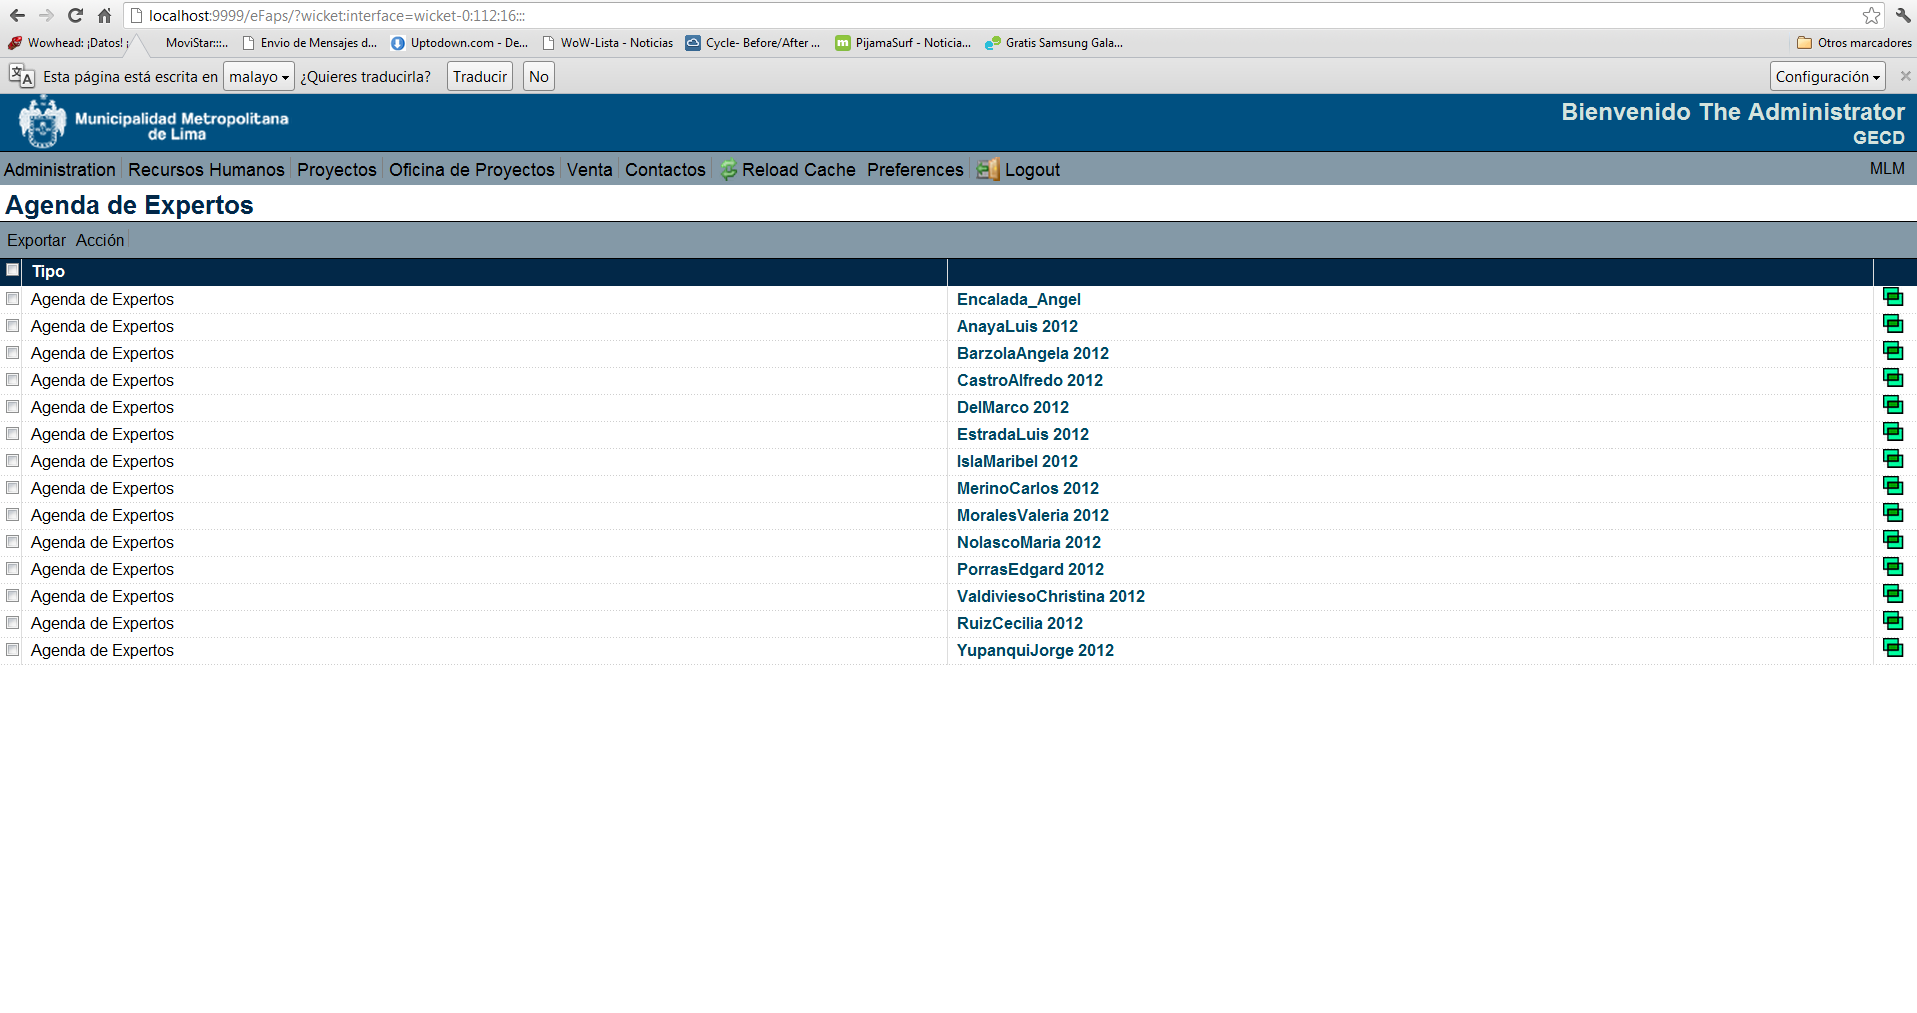 localhost:9999/eFaps/?wicket:interface=wicket-0:112:16:::
Wowhead: ¡Datos! ¡ MoviStar:::.. Envio de Mensajes d... Uptodown.com - De... WoW-Lista - Noticias Cycle- Before/After ... PijamaSurf - Noticia... Gratis Samsung Gala... Otros marcadores
Esta página está escrita en malayo ¿Quieres traducirla? Traducir No Configuración
Municipalidad Metropolitana
de Lima
Bienvenido The Administrator
GECD
Administration Recursos Humanos Proyectos Oficina de Proyectos Venta Contactos Reload Cache Preferences Logout MLM
Agenda de Expertos
Exportar Acción
Tipo
Agenda de Expertos Encalada_Angel
Agenda de Expertos AnayaLuis 2012
Agenda de Expertos BarzolaAngela 2012
Agenda de Expertos CastroAlfredo 2012
Agenda de Expertos DelMarco 2012
Agenda de Expertos EstradaLuis 2012
Agenda de Expertos IslaMaribel 2012
Agenda de Expertos MerinoCarlos 2012
Agenda de Expertos MoralesValeria 2012
Agenda de Expertos NolascoMaria 2012
Agenda de Expertos PorrasEdgard 2012
Agenda de Expertos ValdiviesoChristina 2012
Agenda de Expertos RuizCecilia 2012
Agenda de Expertos YupanquiJorge 2012